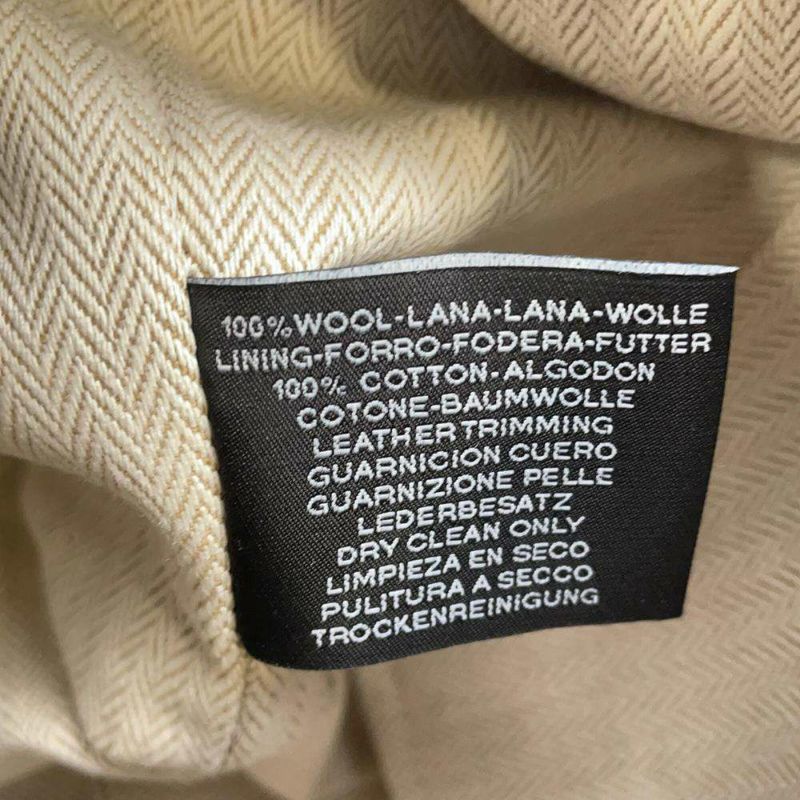 100% WOOL-LANA-LANA-WOLLE
LINING-FORRO-FODERA-FUTTER
100% COTTON-ALGODON
COTONE-BAUMWOLLE
LEATHER TRIMMING
GUARNICION CUERO
GUARNIZIONE PELLE
LEDERBESATZ
DRY CLEAN ONLY
LIMPIEZA EN SECO
PULITURA A SECCO
TROCKENREINIGUNG